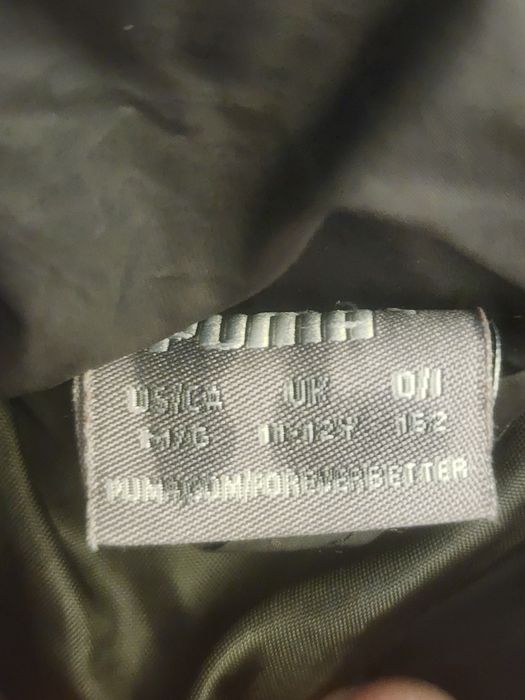 PUMA
US/CA UK D/I
11-12Y 152
PUMA.COM/FOREVERBETTER